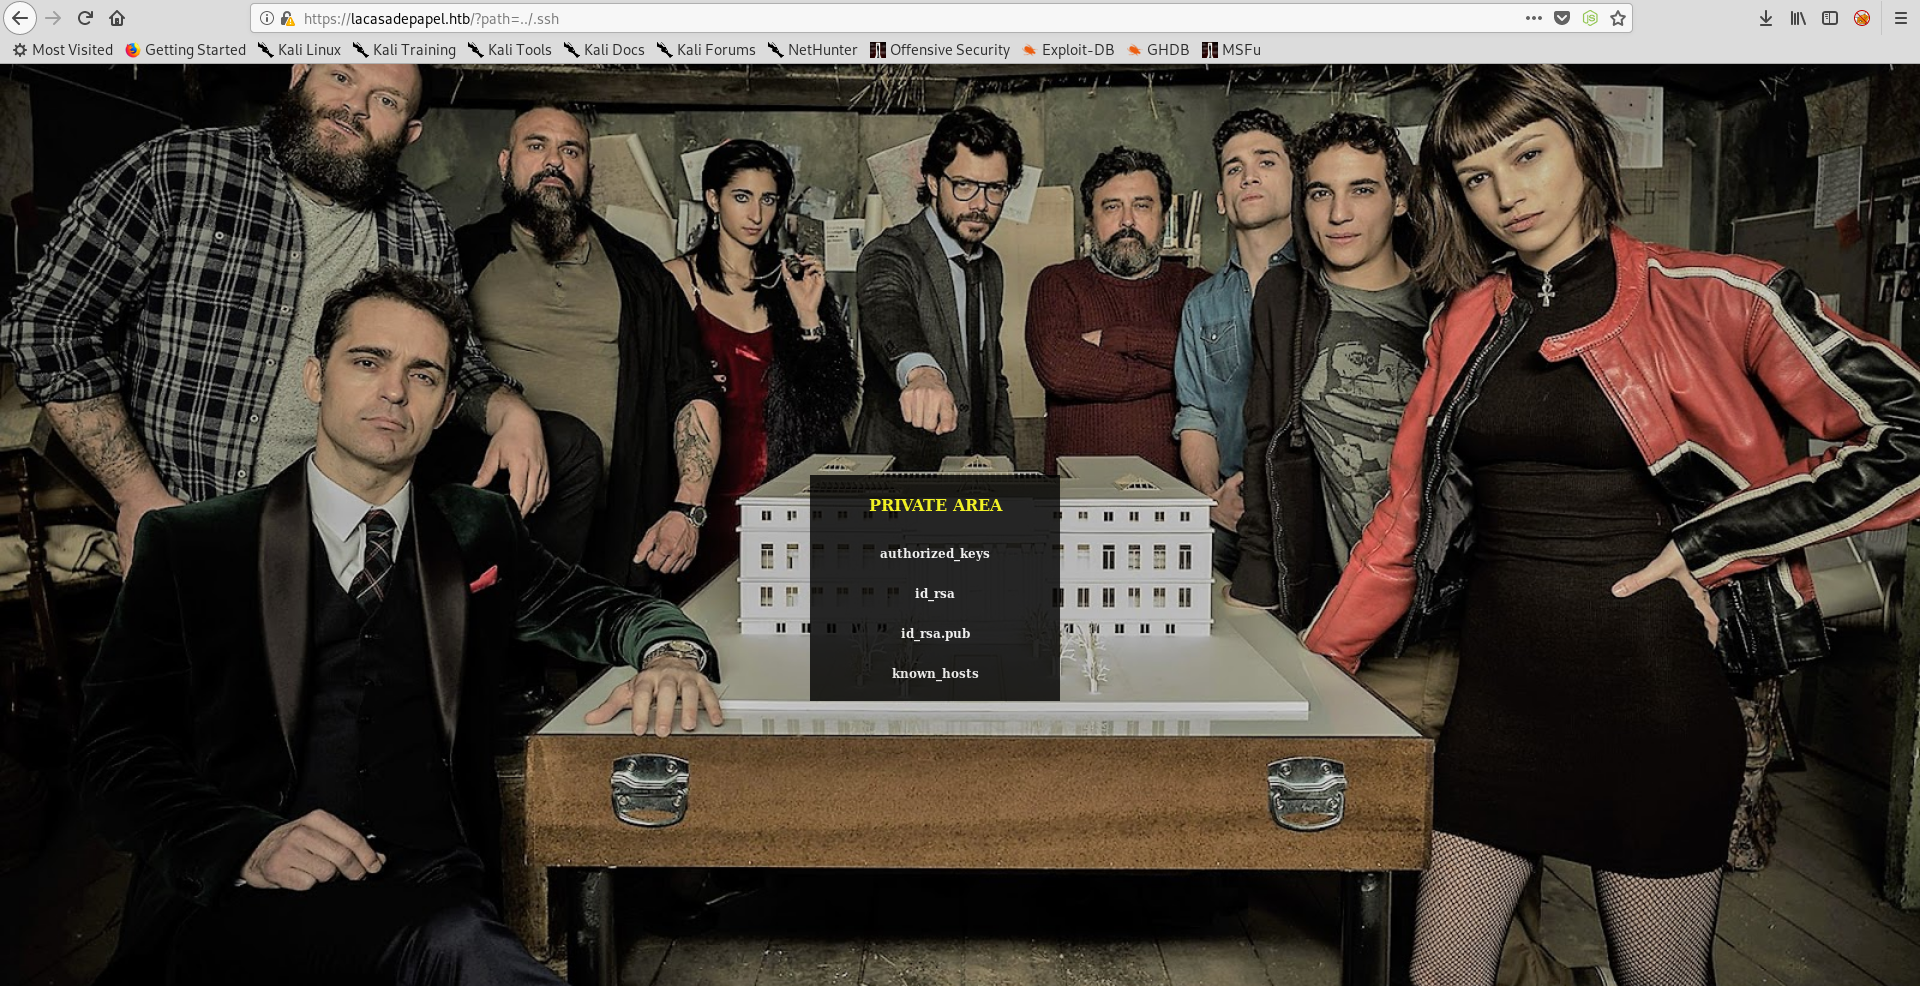 https://lacasadepapel.htb/?path=../.ssh
Most Visited Getting Started Kali Linux Kali Training Kali Tools Kali Docs Kali Forums NetHunter Offensive Security Exploit-DB GHDB MSFu
PRIVATE AREA
authorized_keys
id_rsa
id_rsa.pub
known_hosts